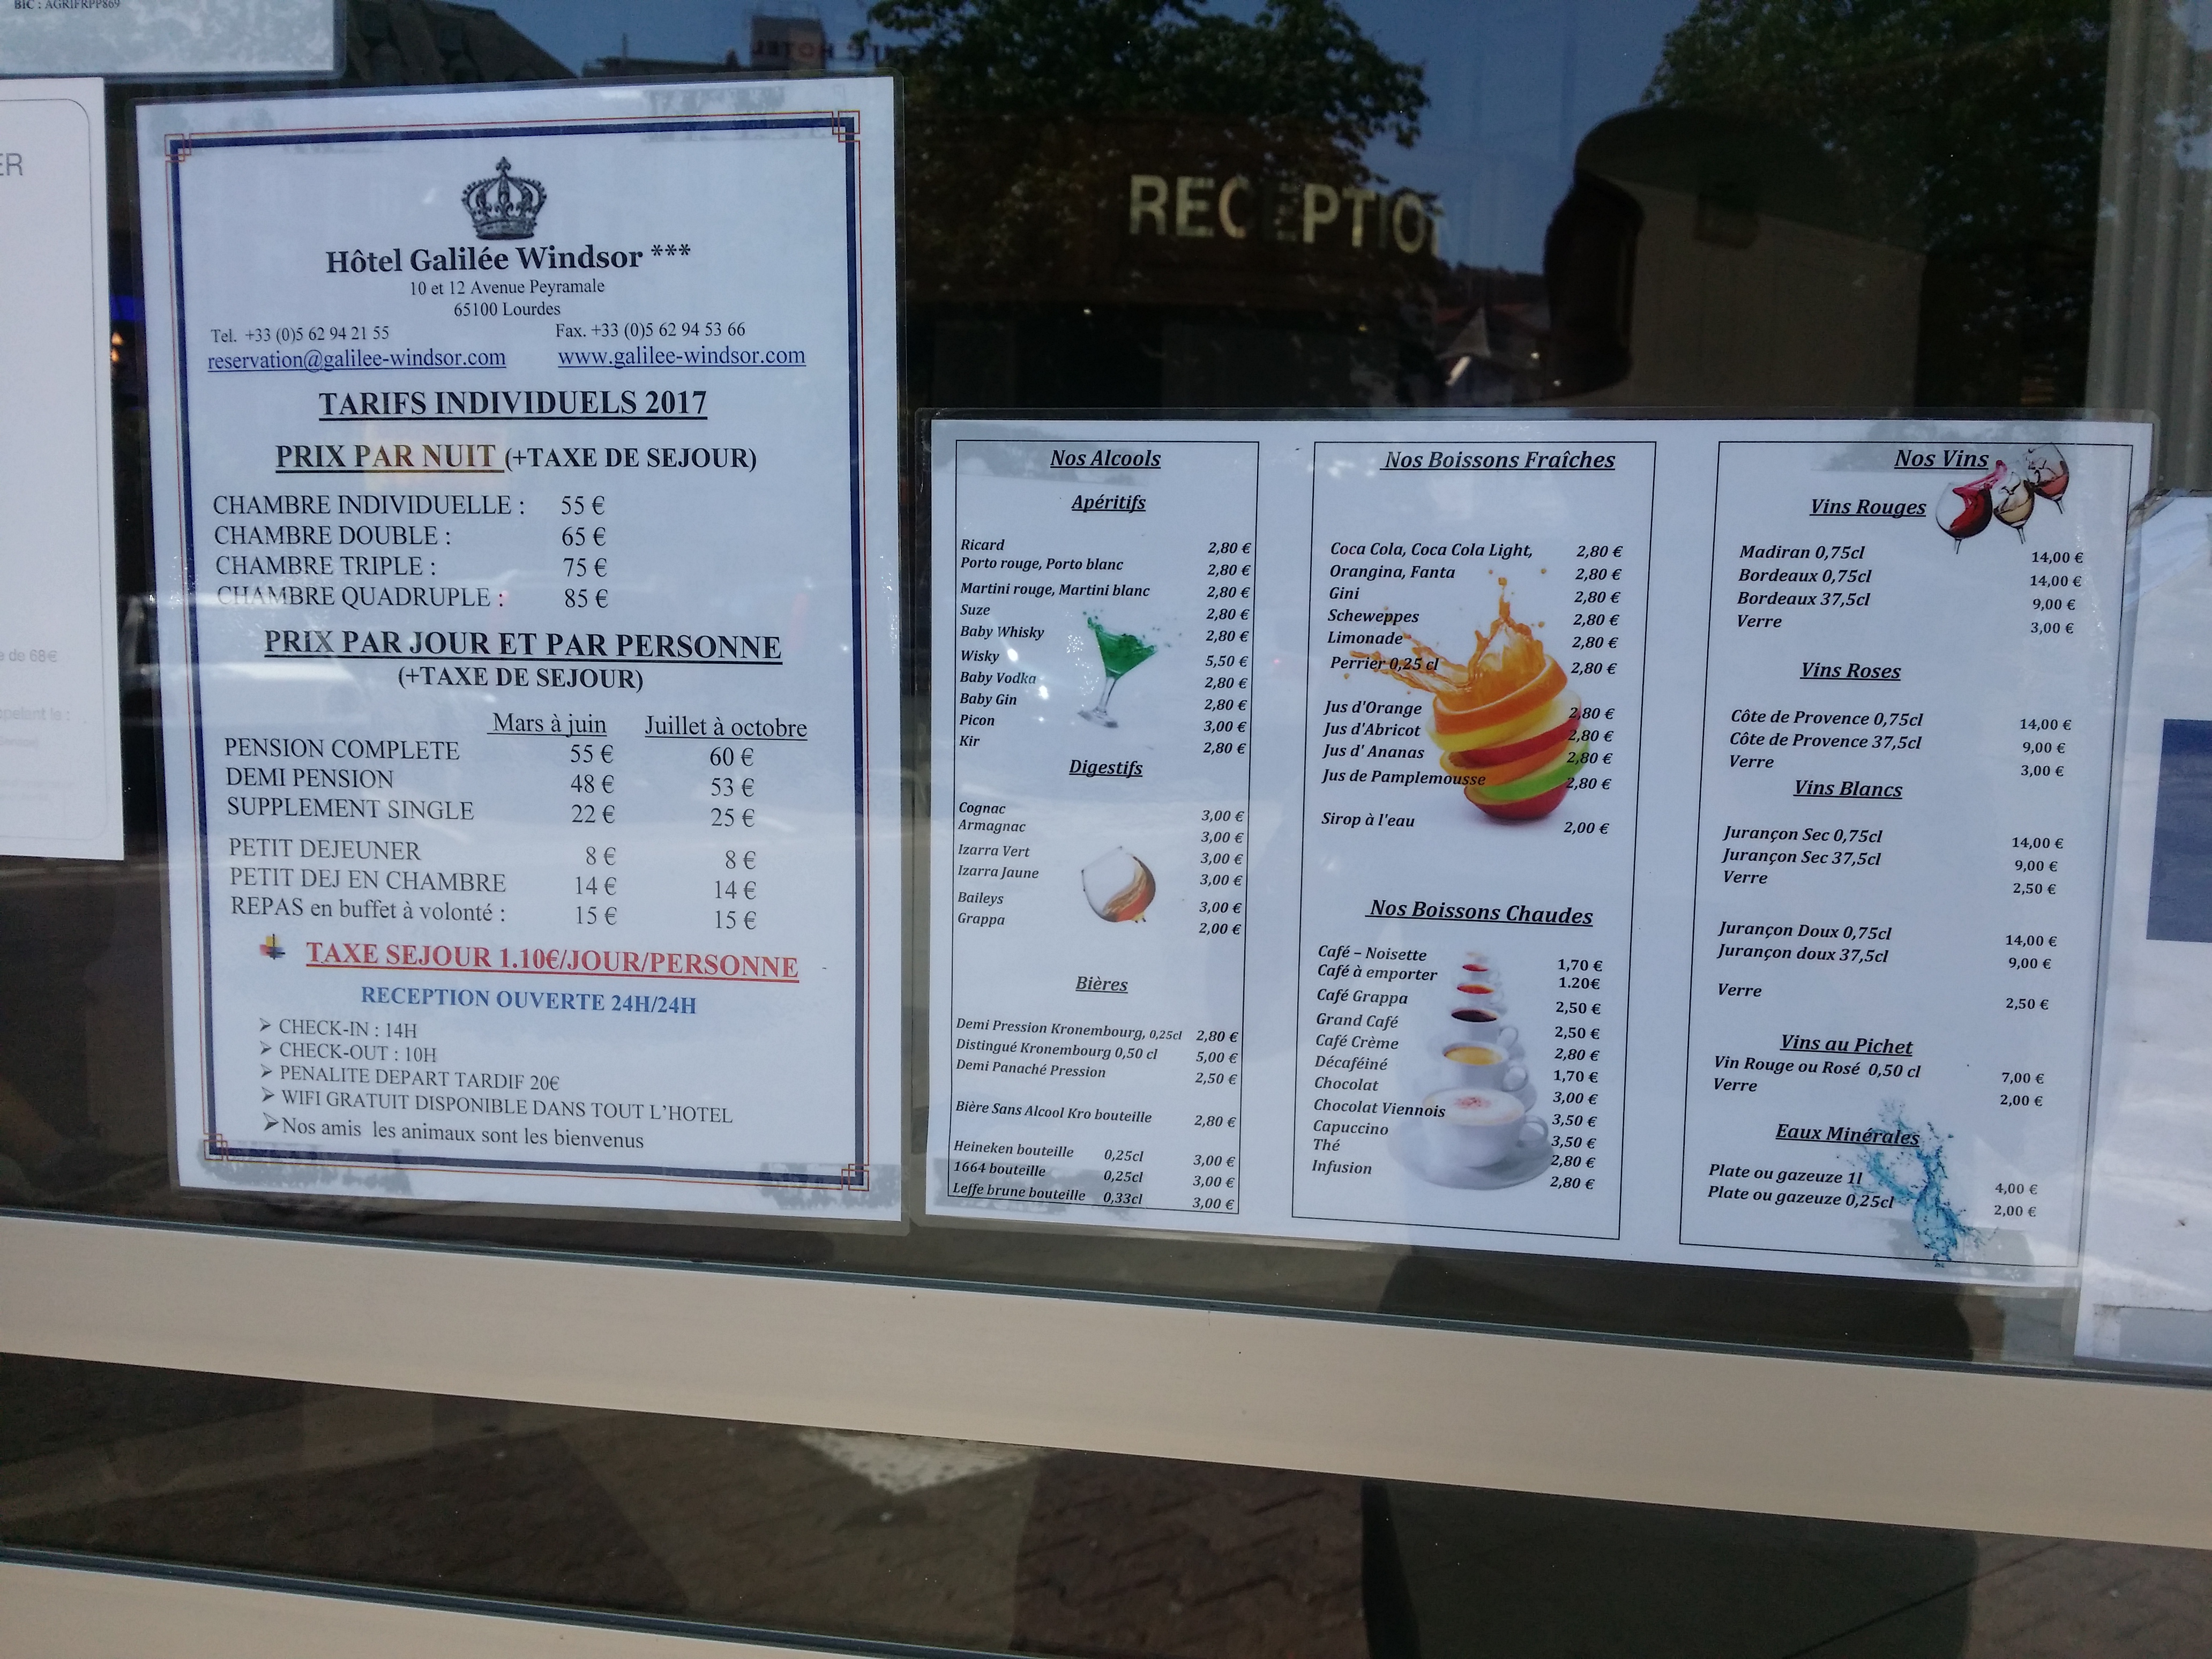 BIC : AGRIFRPP869
ER
de 68€
Hôtel Galilée Windsor ***
10 et 12 Avenue Peyramale
65100 Lourdes
Tel. +33 (0)5 62 94 21 55 Fax. +33 (0)5 62 94 53 66
reservation@galilee-windsor.com www.galilee-windsor.com
TARIFS INDIVIDUELS 2017
PRIX PAR NUIT (+TAXE DE SEJOUR)
CHAMBRE INDIVIDUELLE : 55 €
CHAMBRE DOUBLE : 65 €
CHAMBRE TRIPLE : 75 €
CHAMBRE QUADRUPLE : 85 €
PRIX PAR JOUR ET PAR PERSONNE
(+TAXE DE SEJOUR)
Mars à juin Juillet à octobre
PENSION COMPLETE 55 € 60 €
DEMI PENSION 48 € 53 €
SUPPLEMENT SINGLE 22 € 25 €
PETIT DEJEUNER 8 € 8 €
PETIT DEJ EN CHAMBRE 14 € 14 €
REPAS en buffet à volonté : 15 € 15 €
TAXE SEJOUR 1.10€/JOUR/PERSONNE
RECEPTION OUVERTE 24H/24H
➢ CHECK-IN : 14H
➢ CHECK-OUT : 10H
➢ PENALITE DEPART TARDIF 20€
➢ WIFI GRATUIT DISPONIBLE DANS TOUT L'HOTEL
➢ Nos amis les animaux sont les bienvenus
RECEPTION
Nos Alcools
Apéritifs
Ricard 2,80 €
Porto rouge, Porto blanc 2,80 €
Martini rouge, Martini blanc 2,80 €
Suze 2,80 €
Baby Whisky 2,80 €
Wisky 5,50 €
Baby Vodka 2,80 €
Baby Gin 2,80 €
Picon 3,00 €
Kir 2,80 €
Digestifs
Cognac 3,00 €
Armagnac 3,00 €
Izarra Vert 3,00 €
Izarra Jaune 3,00 €
Baileys 3,00 €
Grappa 2,00 €
Bières
Demi Pression Kronembourg, 0,25cl 2,80 €
Distingué Kronembourg 0,50 cl 5,00 €
Demi Panaché Pression 2,50 €
Bière Sans Alcool Kro bouteille 2,80 €
Heineken bouteille 0,25cl 3,00 €
1664 bouteille 0,25cl 3,00 €
Leffe brune bouteille 0,33cl 3,00 €
Nos Boissons Fraîches
Coca Cola, Coca Cola Light, 2,80 €
Orangina, Fanta 2,80 €
Gini 2,80 €
Scheweppes 2,80 €
Limonade 2,80 €
Perrier 0,25 cl 2,80 €
Jus d'Orange 2,80 €
Jus d'Abricot 2,80 €
Jus d' Ananas 2,80 €
Jus de Pamplemousse 2,80 €
Sirop à l'eau 2,00 €
Nos Boissons Chaudes
Café – Noisette 1,70 €
Café à emporter 1.20€
Café Grappa 2,50 €
Grand Café 2,50 €
Café Crème 2,80 €
Décaféiné 1,70 €
Chocolat 3,00 €
Chocolat Viennois 3,50 €
Capuccino 3,50 €
Thé 2,80 €
Infusion 2,80 €
Nos Vins
Vins Rouges
Madiran 0,75cl 14,00 €
Bordeaux 0,75cl 14,00 €
Bordeaux 37,5cl 9,00 €
Verre 3,00 €
Vins Roses
Côte de Provence 0,75cl 14,00 €
Côte de Provence 37,5cl 9,00 €
Verre 3,00 €
Vins Blancs
Jurançon Sec 0,75cl 14,00 €
Jurançon Sec 37,5cl 9,00 €
Verre 2,50 €
Jurançon Doux 0,75cl 14,00 €
Jurançon doux 37,5cl 9,00 €
Verre 2,50 €
Vins au Pichet
Vin Rouge ou Rosé 0,50 cl 7,00 €
Verre 2,00 €
Eaux Minérales
Plate ou gazeuze 1l 4,00 €
Plate ou gazeuze 0,25cl 2,00 €